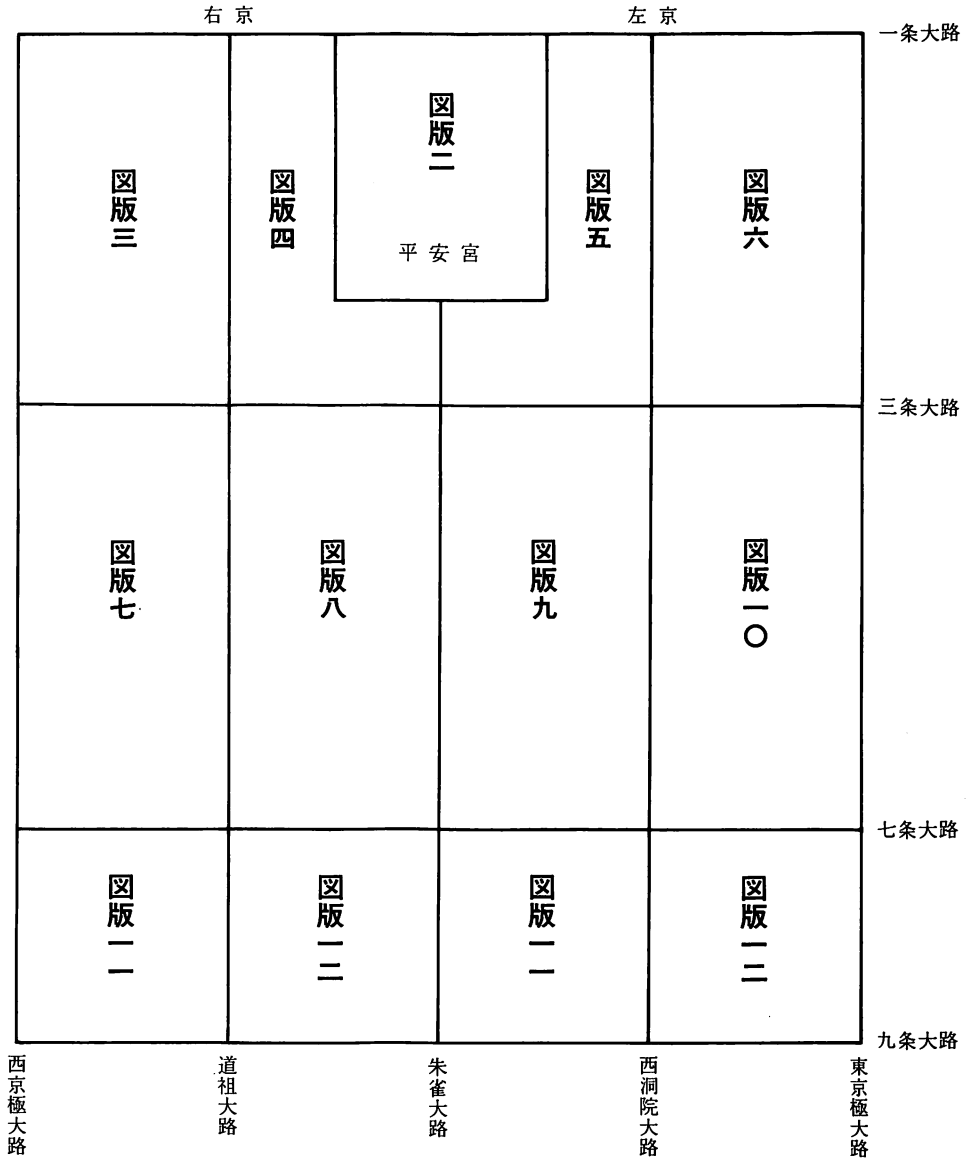 右京
左京
一条大路
図版二
図版三
図版四
図版五
図版六
平安宮
三条大路
図版七
図版八
図版九
図版一〇
七条大路
図版一一
図版一二
図版一一
図版一二
九条大路
西京極大路
道祖大路
朱雀大路
西洞院大路
東京極大路